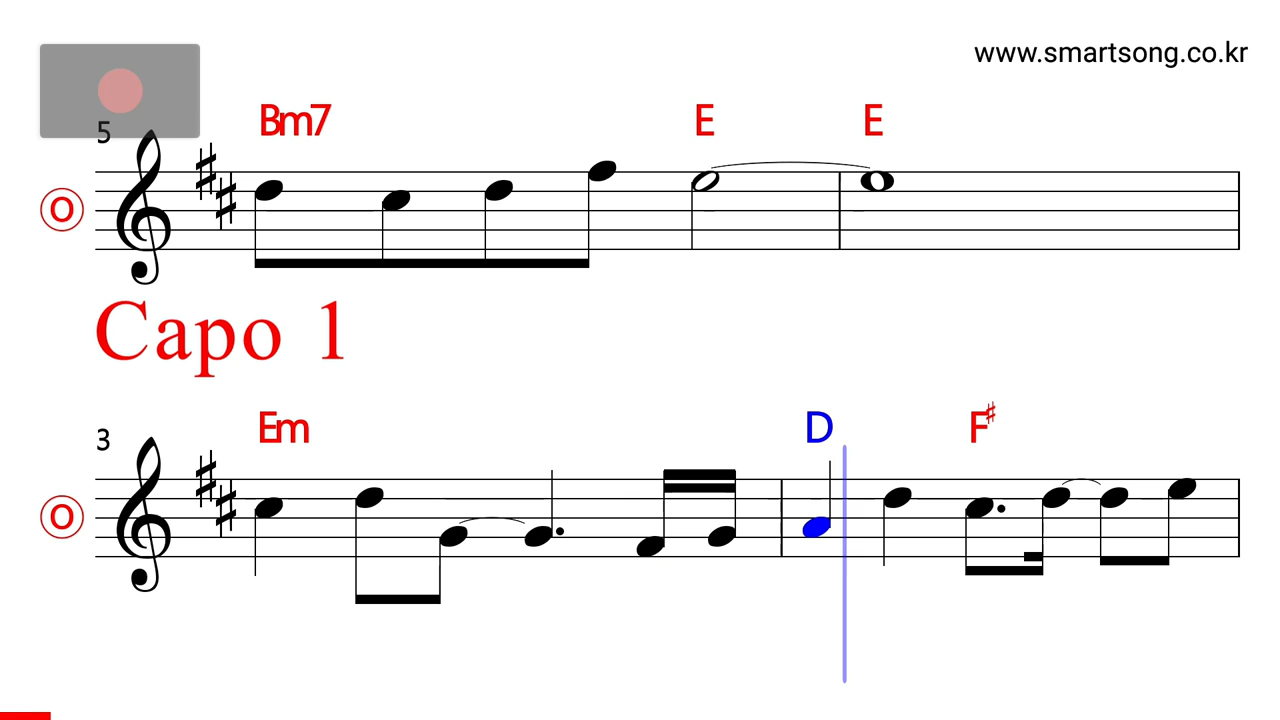 www.smartsong.co.kr
Bm7 E E
5
O
Capo 1
Em D F♯
3
O